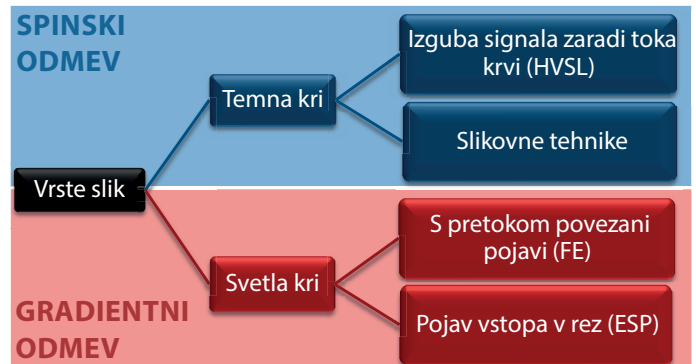 SPINSKI
ODMEV
Izguba signala zaradi toka
krvi (HVSL)
Temna kri
Slikovne tehnike
Vrste slik
S pretokom povezani
pojavi (FE)
Svetla kri
Pojav vstopa v rez (ESP)
GRADIENTNI
ODMEV